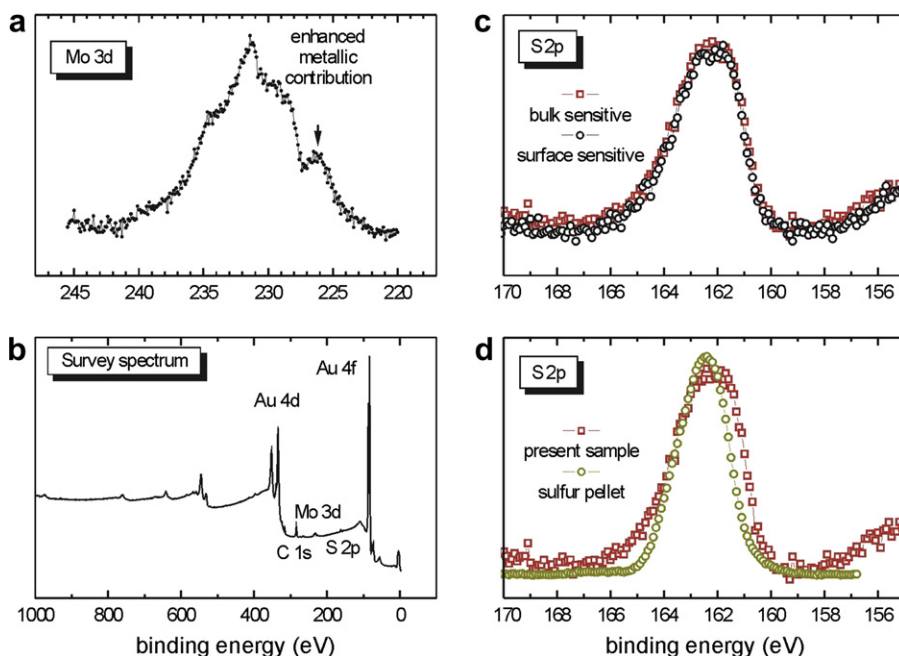 a
Mo 3d
enhanced
metallic
contribution
245 240 235 230 225 220
b
Survey spectrum
Au 4f
Au 4d
Mo 3d
C 1s
S 2p
1000 800 600 400 200 0
binding energy (eV)
c
S 2p
bulk sensitive
surface sensitive
170 168 166 164 162 160 158 156
d
S 2p
present sample
sulfur pellet
170 168 166 164 162 160 158 156
binding energy (eV)